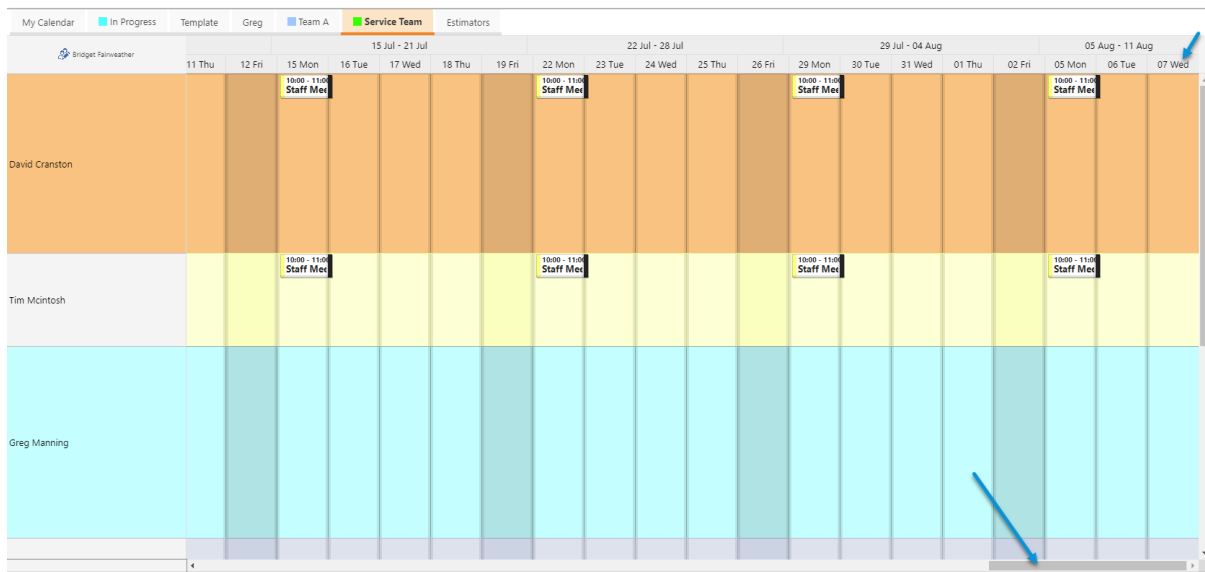 My Calendar In Progress Template Greg Team A Service Team Estimators
Bridget Fairweather
15 Jul - 21 Jul 22 Jul - 28 Jul 29 Jul - 04 Aug 05 Aug - 11 Aug
11 Thu 12 Fri 15 Mon 16 Tue 17 Wed 18 Thu 19 Fri 22 Mon 23 Tue 24 Wed 25 Thu 26 Fri 29 Mon 30 Tue 31 Wed 01 Thu 02 Fri 05 Mon 06 Tue 07 Wed
10:00 - 11:00 10:00 - 11:00 10:00 - 11:00 10:00 - 11:00
Staff Mee Staff Mee Staff Mee Staff Mee
David Cranston
10:00 - 11:00 10:00 - 11:00 10:00 - 11:00 10:00 - 11:00
Staff Mee Staff Mee Staff Mee Staff Mee
Tim Mcintosh
Greg Manning